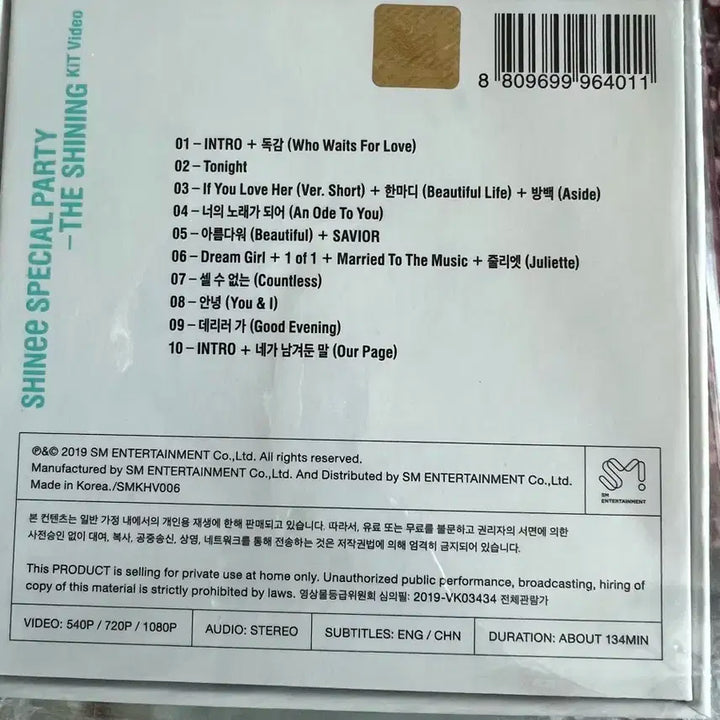 SHINee SPECIAL PARTY
– THE SHINING KiT Video
8 809699 964011
01 – INTRO + 독감 (Who Waits For Love)
02 – Tonight
03 – If You Love Her (Ver. Short) + 한마디 (Beautiful Life) + 방백 (Aside)
04 – 너의 노래가 되어 (An Ode To You)
05 – 아름다워 (Beautiful) + SAVIOR
06 – Dream Girl + 1 of 1 + Married To The Music + 줄리엣 (Juliette)
07 – 셀 수 없는 (Countless)
08 – 안녕 (You & I)
09 – 데리러 가 (Good Evening)
10 – INTRO + 네가 남겨둔 말 (Our Page)
℗&© 2019 SM ENTERTAINMENT Co.,Ltd. All rights reserved.
Manufactured by SM ENTERTAINMENT Co.,Ltd. And Distributed by SM ENTERTAINMENT Co.,Ltd.
Made in Korea./SMKHV006
SM!
SM
ENTERTAINMENT
본 컨텐츠는 일반 가정 내에서의 개인용 재생에 한해 판매되고 있습니다. 따라서, 유료 또는 무료를 불문하고 권리자의 서면에 의한
사전승인 없이 대여, 복사, 공중송신, 상영, 네트워크를 통해 전송하는 것은 저작권법에 의해 엄격히 금지되어 있습니다.
This PRODUCT is selling for private use at home only. Unauthorized public performance, broadcasting, hiring of
copy of this material is strictly prohibited by laws. 영상물등급위원회 심의필: 2019-VK03434 전체관람가
VIDEO: 540P / 720P / 1080P
AUDIO: STEREO
SUBTITLES: ENG / CHN
DURATION: ABOUT 134MIN